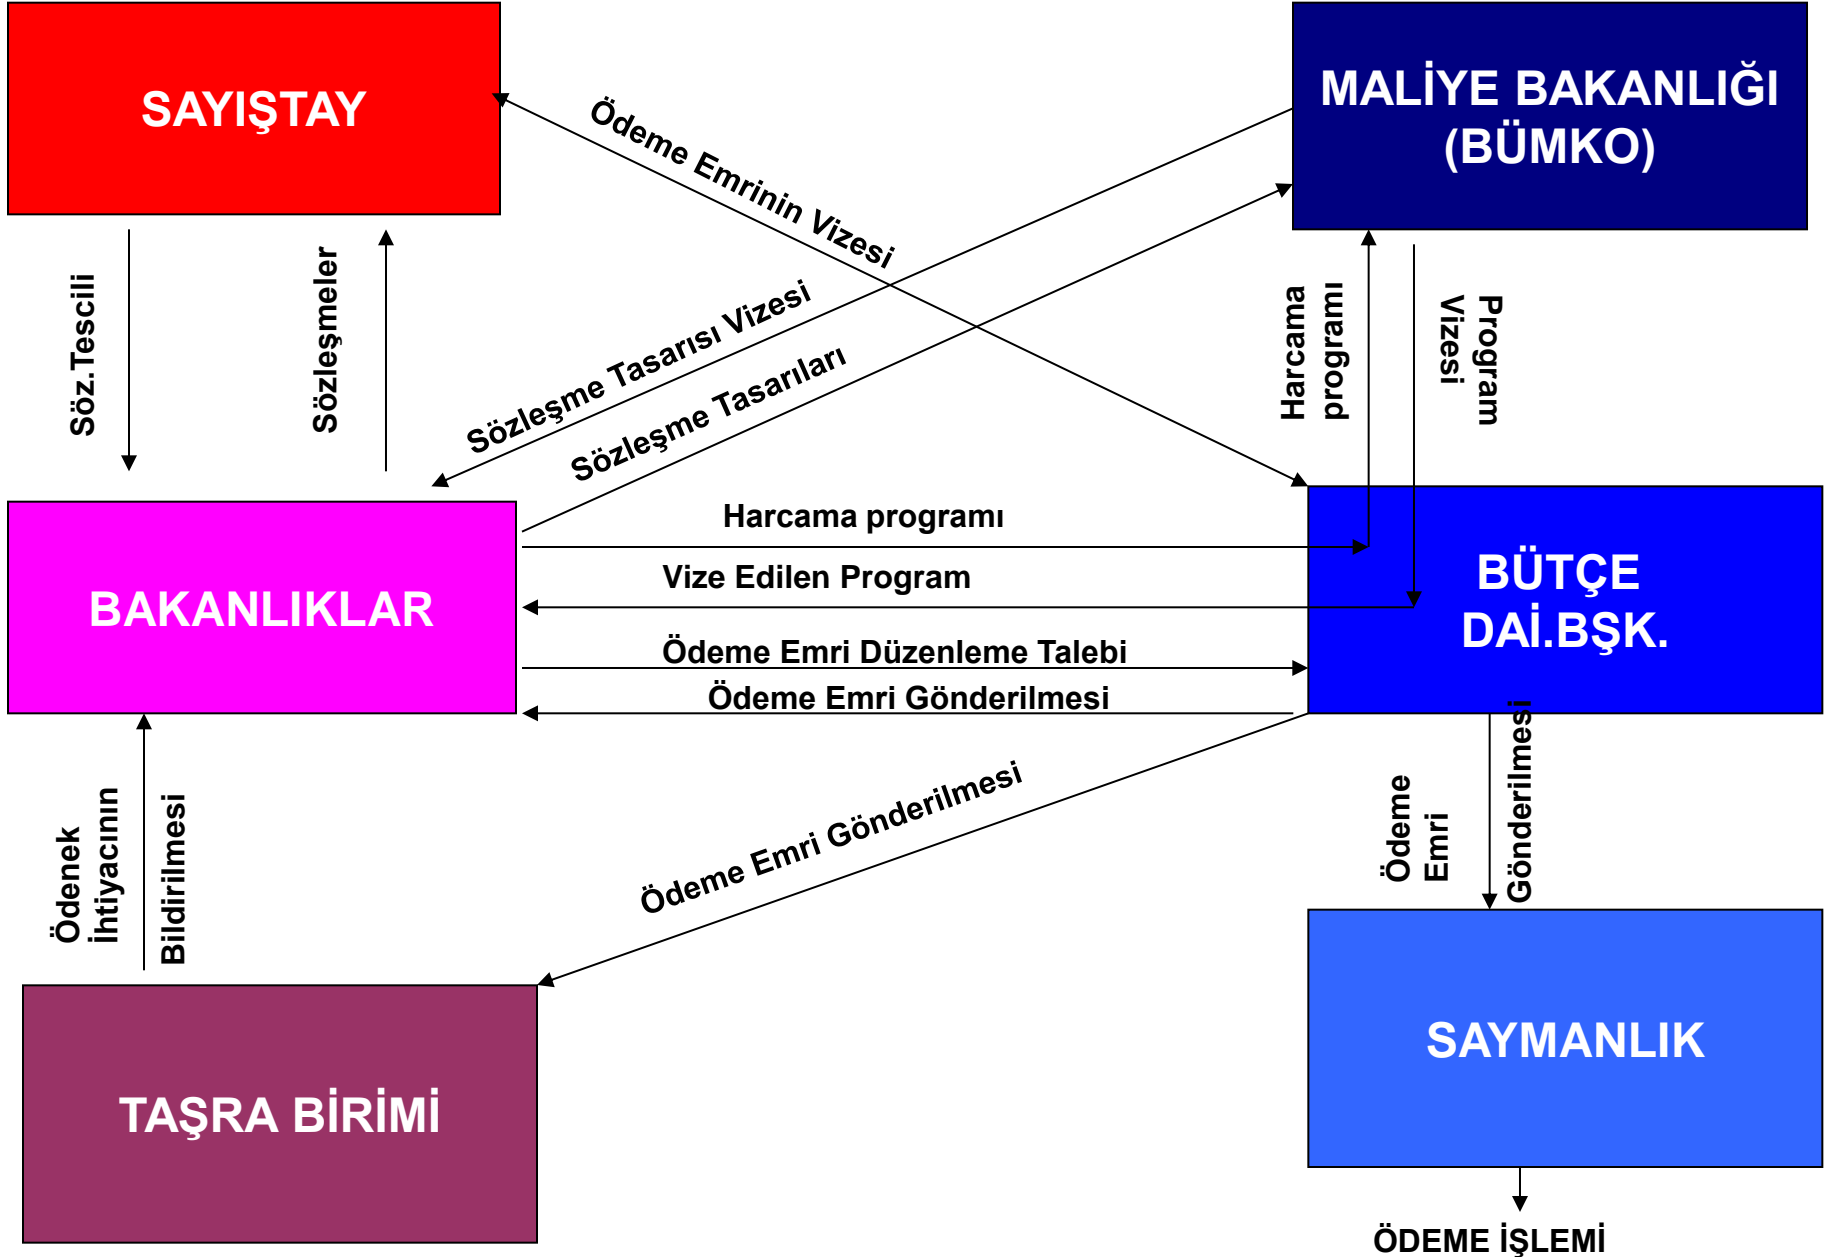 SAYIŞTAY
MALİYE BAKANLIĞI
(BÜMKO)
Ödeme Emrinin Vizesi
Söz.Tescili
Sözleşmeler
Sözleşme Tasarısı Vizesi
Sözleşme Tasarıları
Harcama
programı
Program
Vizesi
BAKANLIKLAR
Harcama programı
Vize Edilen Program
Ödeme Emri Düzenleme Talebi
Ödeme Emri Gönderilmesi
BÜTÇE
DAİ.BŞK.
Ödenek
İhtiyacının
Bildirilmesi
Ödeme Emri Gönderilmesi
Ödeme
Emri
Gönderilmesi
TAŞRA BİRİMİ
SAYMANLIK
ÖDEME İŞLEMİ